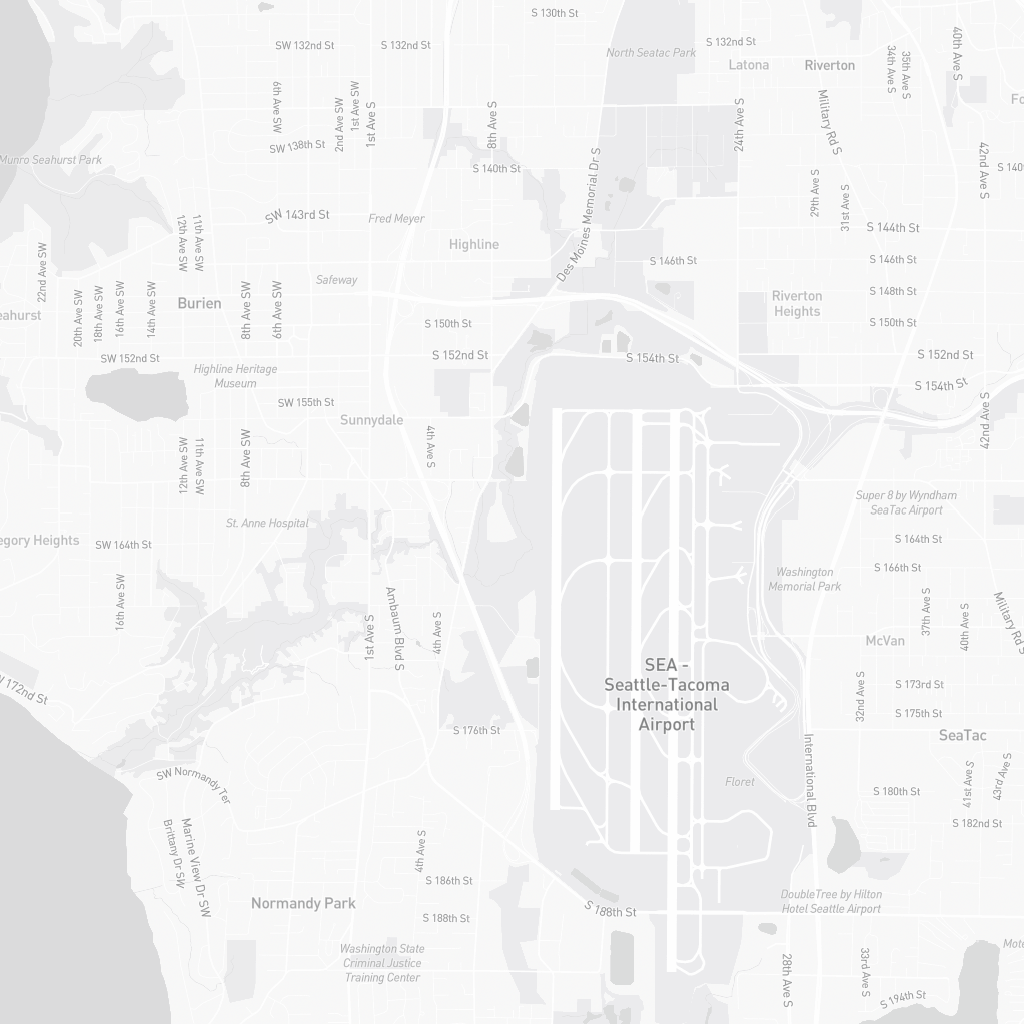 S 130th St
SW 132nd St
S 132nd St
North Seatac Park
S 132nd St
Latona
Riverton
34th Ave S
35th Ave S
40th Ave S
6th Ave SW
2nd Ave SW
1st Ave SW
1st Ave S
8th Ave S
24th Ave S
Military Rd S
SW 138th St
S 140th St
Munro Seahurst Park
Des Moines Memorial Dr S
29th Ave S
31st Ave S
42nd Ave S
12th Ave SW
11th Ave SW
SW 143rd St
Fred Meyer
Highline
S 144th St
22nd Ave SW
S 146th St
S 146th St
Safeway
20th Ave SW
18th Ave SW
16th Ave SW
14th Ave SW
Burien
8th Ave SW
6th Ave SW
Riverton
Heights
S 148th St
S 150th St
S 150th St
SW 152nd St
S 152nd St
S 154th St
S 152nd St
Highline Heritage
Museum
S 154th St
SW 155th St
Sunnydale
4th Ave S
42nd Ave S
12th Ave SW
11th Ave SW
8th Ave SW
Super 8 by Wyndham
SeaTac Airport
St. Anne Hospital
SW 164th St
S 164th St
S 166th St
Washington
Memorial Park
16th Ave SW
1st Ave S
Ambaum Blvd S
4th Ave S
37th Ave S
40th Ave S
Military Rd S
McVan
SEA -
Seattle-Tacoma
International
Airport
32nd Ave S
S 173rd St
S 175th St
SW 172nd St
S 176th St
SeaTac
International Blvd
SW Normandy Ter
Floret
41st Ave S
43rd Ave S
S 180th St
S 182nd St
Brittany Dr SW
Marine View Dr SW
4th Ave S
S 186th St
S 188th St
S 188th St
Normandy Park
DoubleTree by Hilton
Hotel Seattle Airport
Washington State
Criminal Justice
Training Center
28th Ave S
33rd Ave S
S 194th St